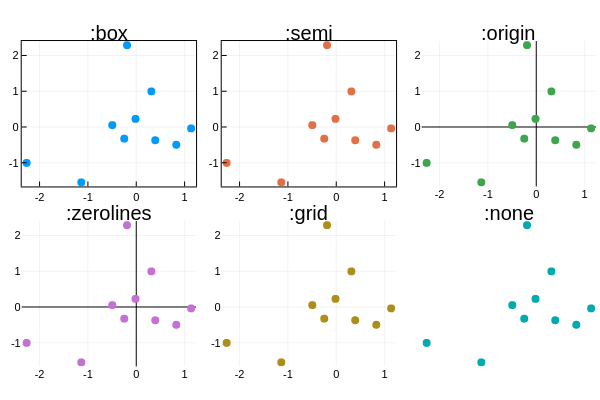 :box :semi :origin
2 2 2
1 1 1
0 0 0
-1 -1 -1
-2 -1 0 1 -2 -1 0 1 -2 -1 0 1
:zerolines :grid :none
2 2
1 1
0 0
-1 -1
-2 -1 0 1 -2 -1 0 1